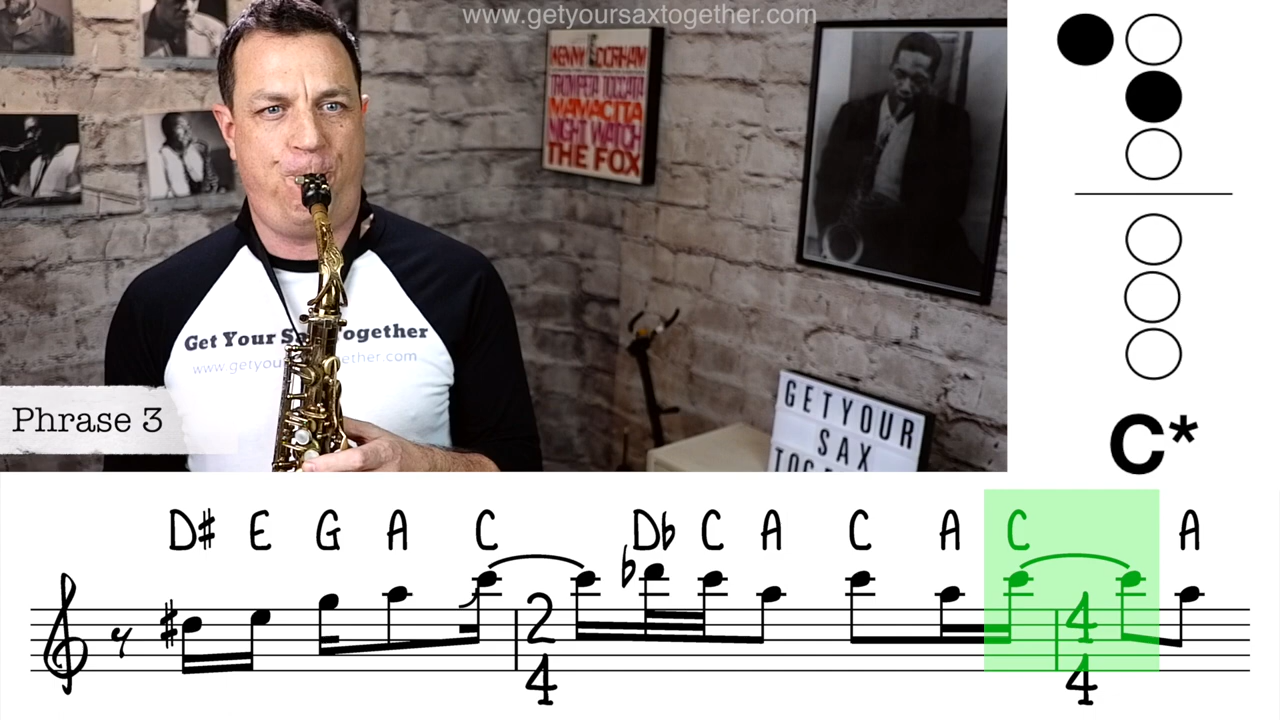 www.getyoursaxtogether.com
KENNY DORHAM
TROMPETA TOCCATA
MAMACITA
NIGHT WATCH
THE FOX
Get Your Sax Together
GET YOUR
SAX
Phrase 3
C*
D# E G A C Db C A C A C A
2 4
4 4